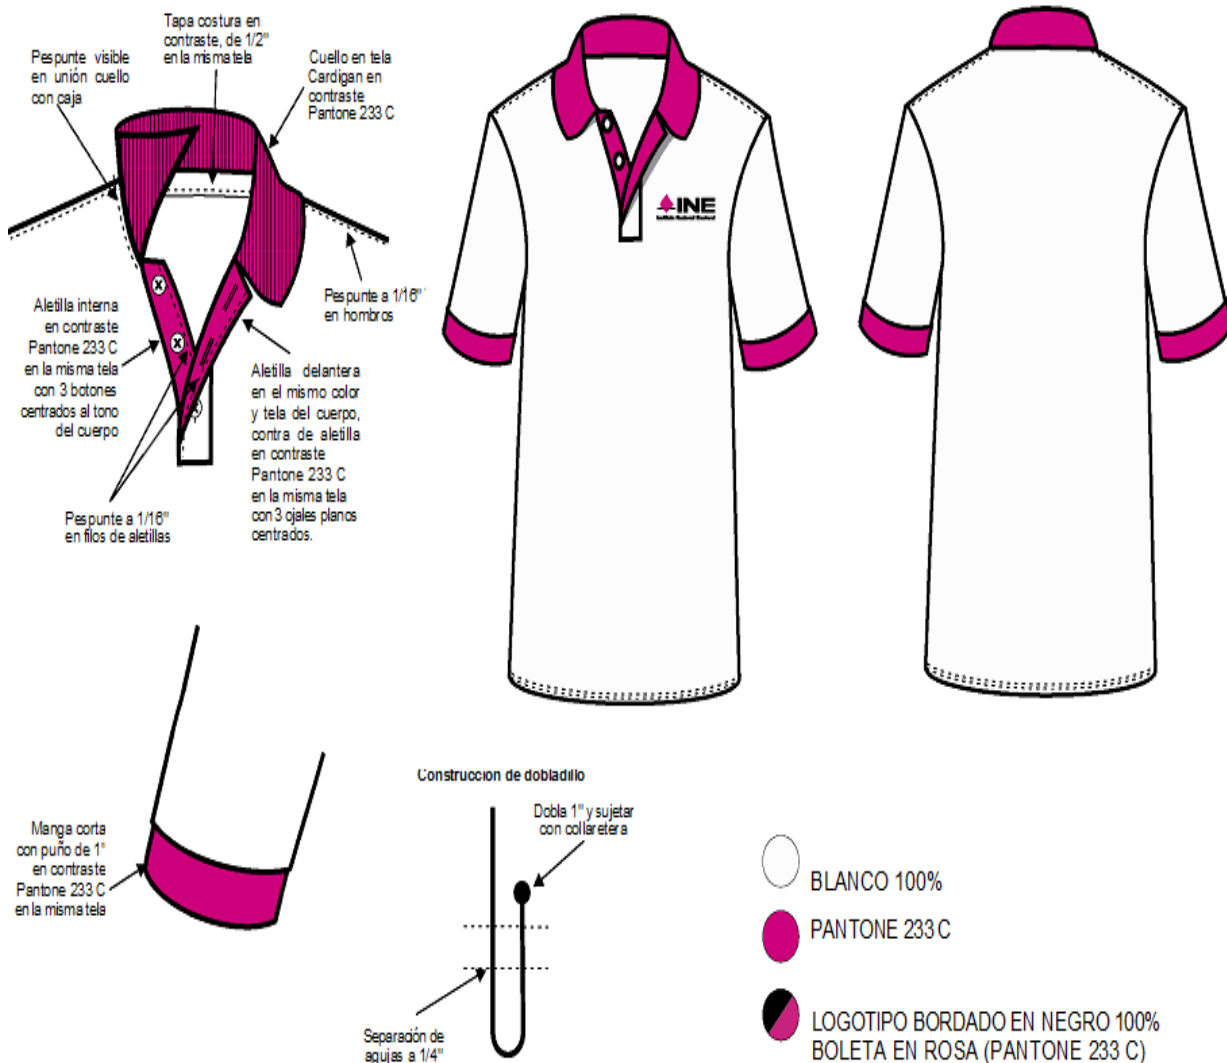 Tapa costura en
contraste, de 1/2"
en la misma tela
Pespunte visible
en unión cuello
con caja
Cuello en tela
Cardigan en
contraste
Pantone 233 C
Pespunte a 1/16"
en hombros
Aletilla interna
en contraste
Pantone 233 C
en la misma tela
con 3 botones
centrados al tono
del cuerpo
Aletilla delantera
en el mismo color
y tela del cuerpo,
contra de aletilla
en contraste
Pantone 233 C
en la misma tela
con 3 ojales planos
centrados.
Pespunte a 1/16"
en filos de aletillas
INE
Instituto Nacional Electoral
Manga corta
con puño de 1"
en contraste
Pantone 233 C
en la misma tela
Construcción de dobladillo
Dobla 1" y sujetar
con collaretera
Separación de
agujas a 1/4"
BLANCO 100%
PANTONE 233 C
LOGOTIPO BORDADO EN NEGRO 100%
BOLETA EN ROSA (PANTONE 233 C)